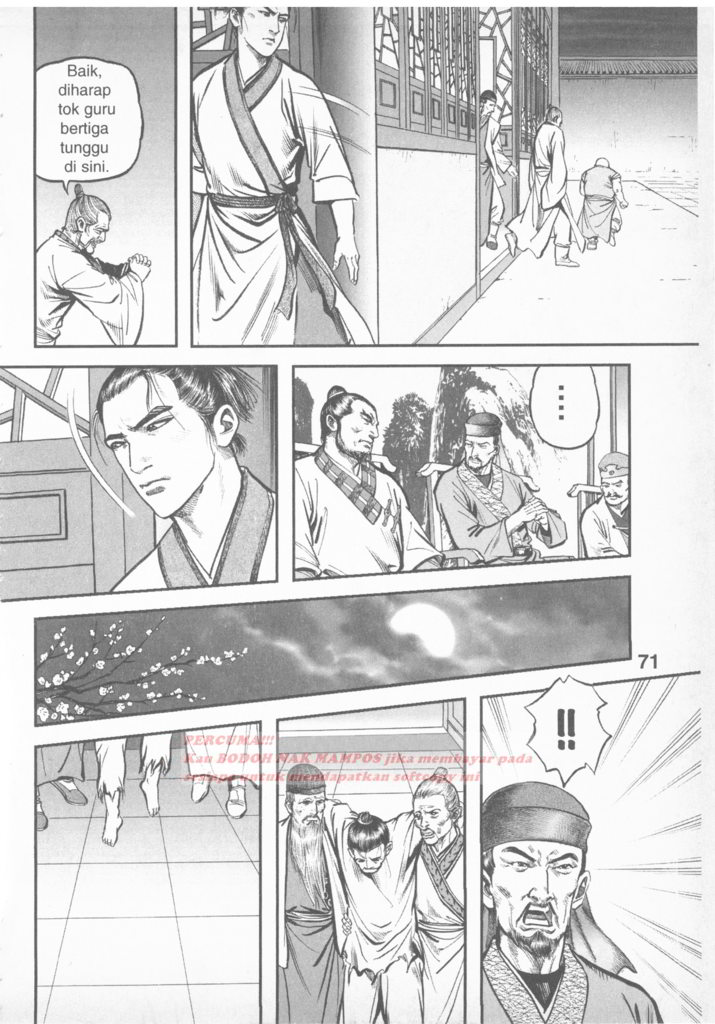 Baik,
diharap
tok guru
bertiga
tunggu
di sini.
....
71
!!
PERCUMA!!!
Kau BODOH NAK MAMPOS jika membayar pada
sesiapa untuk mendapatkan softcopy ini